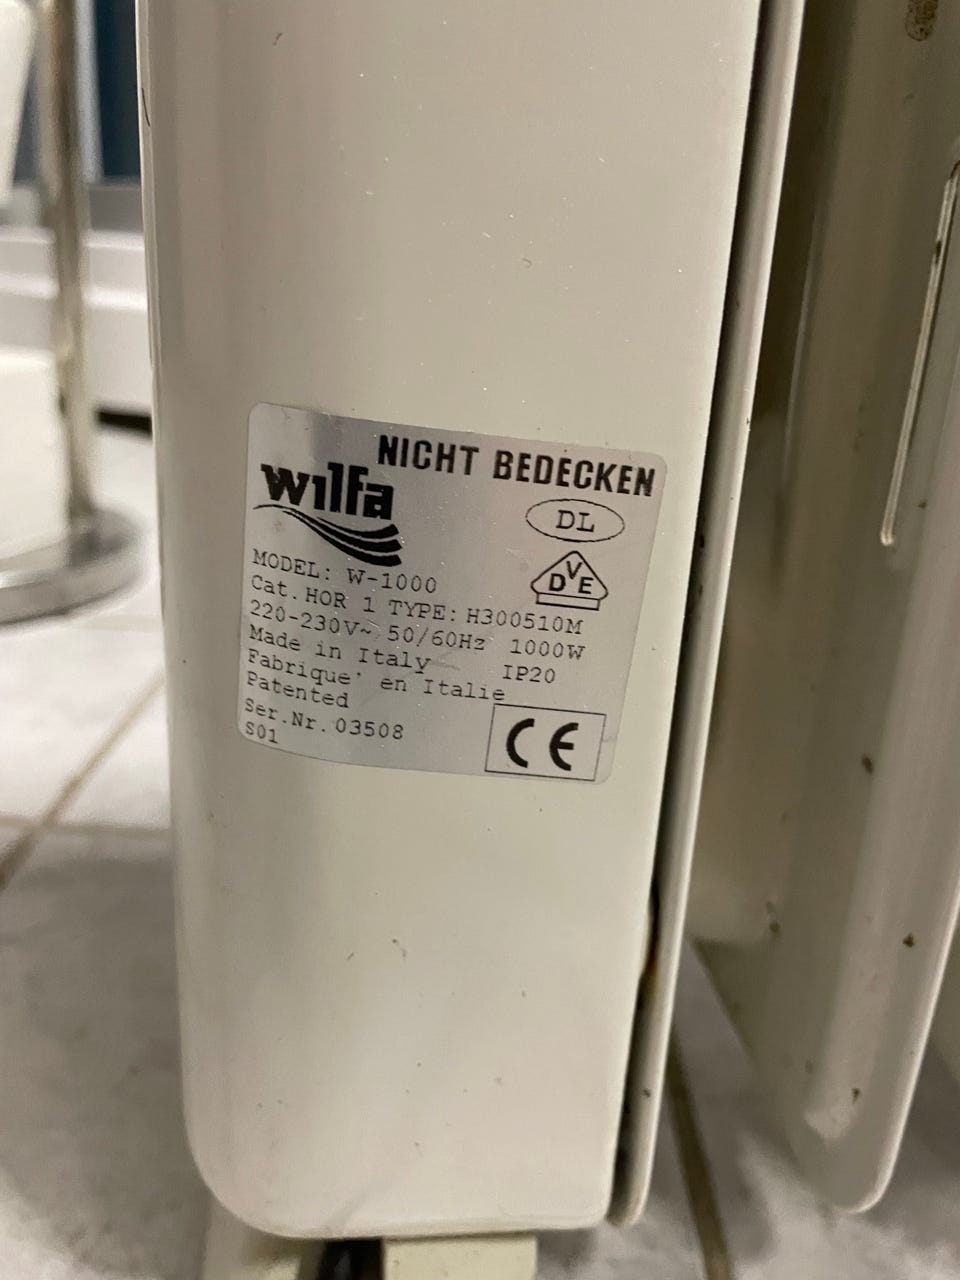 NICHT BEDECKEN
wilfa
DL
DVE
MODEL: W-1000
Cat.HOR 1 TYPE: H300510M
220-230V~ 50/60Hz 1000W
Made in Italy IP20
Fabrique' en Italie
Patented
Ser.Nr.03508
S01
CE